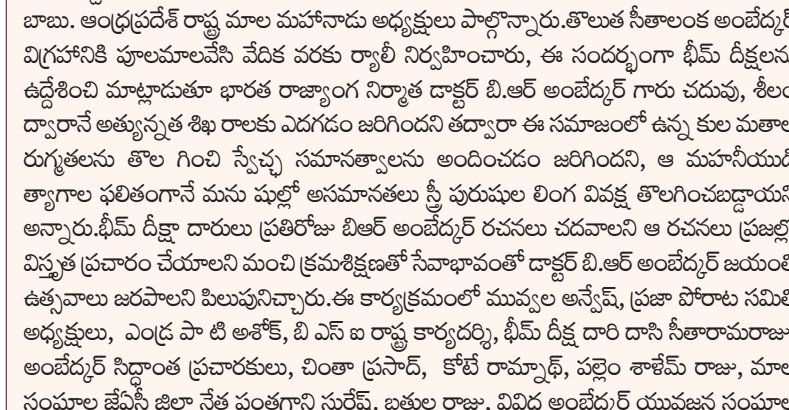 బాబు. ఆంధ్రప్రదేశ్ రాష్ట్ర మాల మహానాడు అధ్యక్షులు పాల్గొన్నారు.తొలుత సీతాలంక అంబేద్కర్
విగ్రహానికి పూలమాలవేసి వేదిక వరకు ర్యాలీ నిర్వహించారు, ఈ సందర్భంగా భీమ్ దీక్షలను
ఉద్దేశించి మాట్లాడుతూ భారత రాజ్యాంగ నిర్మాత డాక్టర్ బి.ఆర్ అంబేద్కర్ గారు చదువు, శీలం
ద్వారానే అత్యున్నత శిఖ రాలకు ఎదగడం జరిగిందని తద్వారా ఈ సమాజంలో ఉన్న కుల మతాల
రుగ్మతలను తొల గించి స్వేచ్ఛ సమానత్వాలను అందించడం జరిగిందని, ఆ మహనీయుడి
త్యాగాల ఫలితంగానే మను షుల్లో అసమానతలు స్త్రీ పురుషుల లింగ వివక్ష తొలగించబడ్డాయని
అన్నారు.భీమ్ దీక్షా దారులు ప్రతిరోజు బిఆర్ అంబేద్కర్ రచనలు చదవాలని ఆ రచనలు ప్రజల్లో
విస్తృత ప్రచారం చేయాలని మంచి క్రమశిక్షణతో సేవాభావంతో డాక్టర్ బి.ఆర్ అంబేద్కర్ జయంతి
ఉత్సవాలు జరపాలని పిలుపునిచ్చారు.ఈ కార్యక్రమంలో మువ్వల అన్వేష్, ప్రజా పోరాట సమితి
అధ్యక్షులు, ఎండ్ర పా టి అశోక్, బి ఎస్ ఐ రాష్ట్ర కార్యదర్శి, భీమ్ దీక్ష దారి దాసి సీతారామరాజు
అంబేద్కర్ సిద్ధాంత ప్రచారకులు, చింతా ప్రసాద్, కోటే రామ్నాథ్, పల్లెం శాళేమ్ రాజు, మాల
సంఘాల జేఏసీ జిల్లా నేత పంతగాని సురేష్, బత్తుల రాజు, వివిధ అంబేద్కర్ యువజన సంఘాల